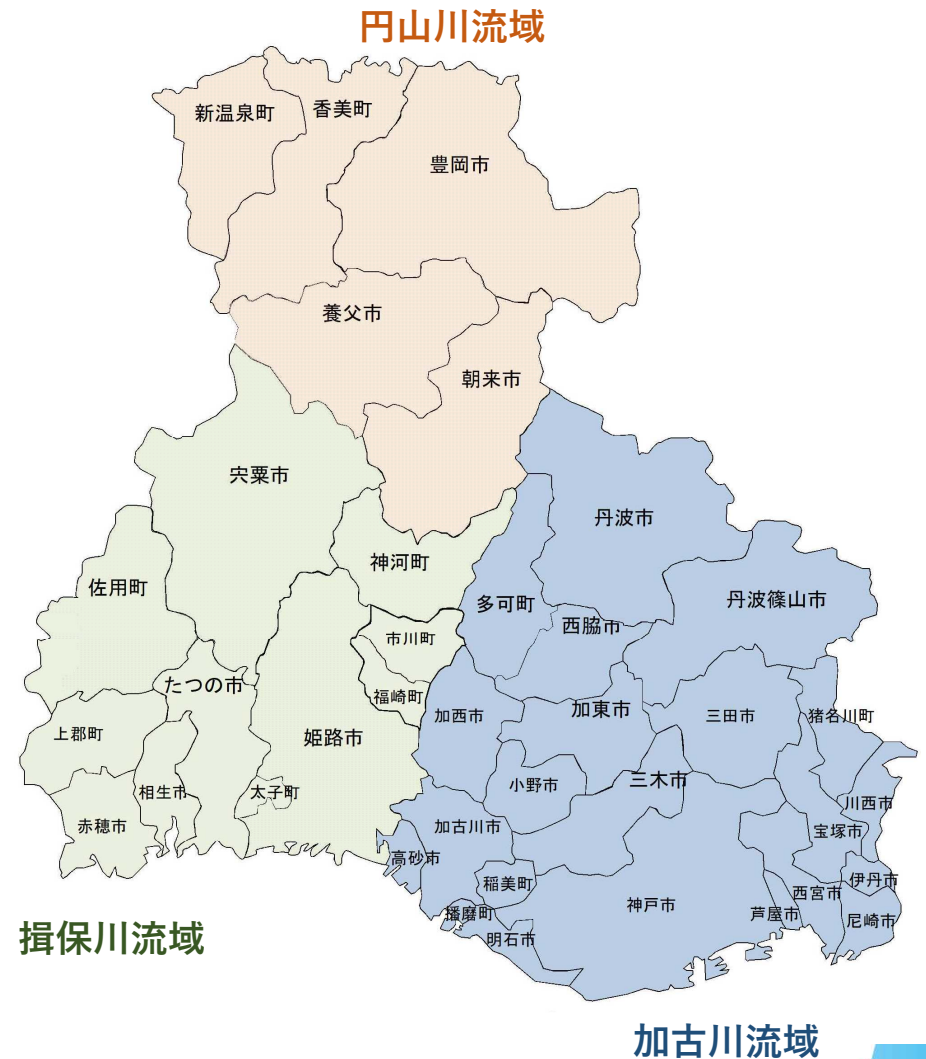 円山川流域
新温泉町
香美町
豊岡市
養父市
朝来市
宍粟市
丹波市
神河町
佐用町
多可町
丹波篠山市
西脇市
市川町
たつの市
福崎町
加西市
加東市
三田市
猪名川町
上郡町
姫路市
相生市
太子町
小野市
三木市
川西市
赤穂市
加古川市
宝塚市
高砂市
稲美町
伊丹市
西宮市
神戸市
播磨町
芦屋市
尼崎市
明石市
揖保川流域
加古川流域